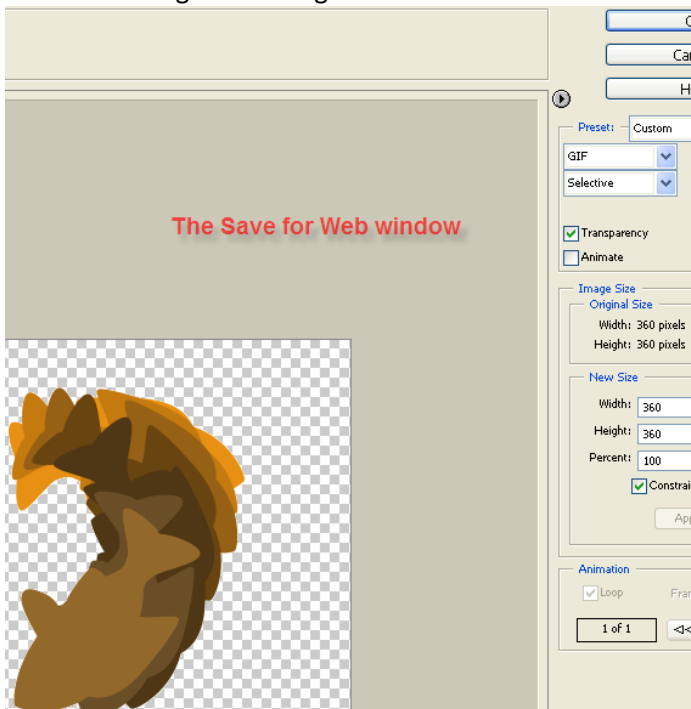 The Save for Web window
Preset: Custom
GIF
Selective
Transparency
Animate
Image Size
Original Size
Width: 360 pixels
Height: 360 pixels
New Size
Width: 360
Height: 360
Percent: 100
Animation
Loop
1 of 1